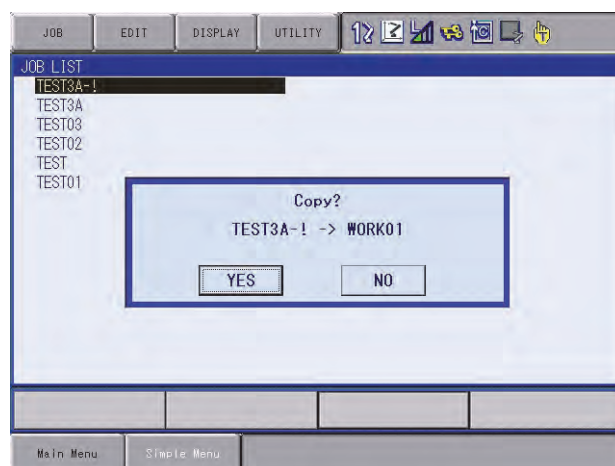 JOB EDIT DISPLAY UTILITY
JOB LIST
TEST3A-!
TEST3A
TEST03
TEST02
TEST
TEST01
Copy?
TEST3A-! -> WORK01
YES NO
Main Menu Simple Menu